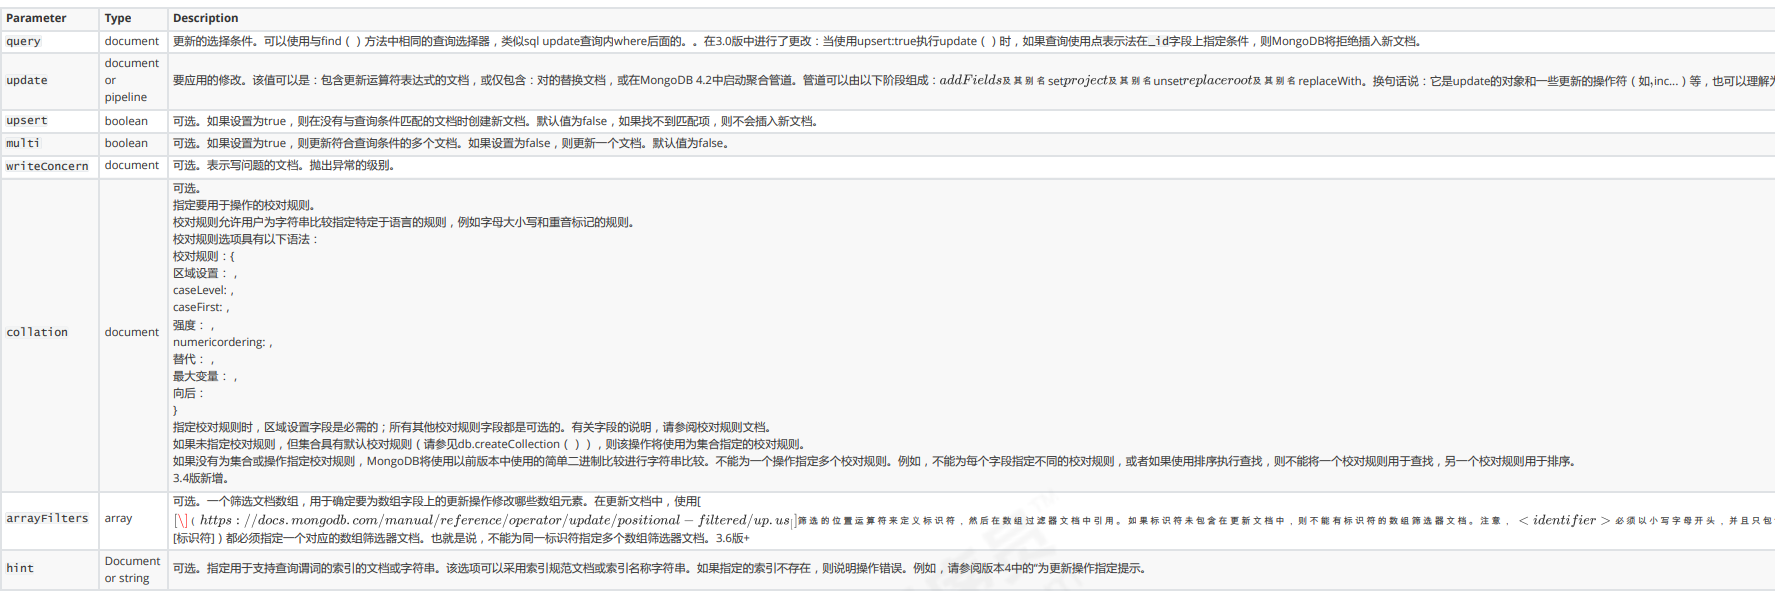 Parameter Type Description
query document 更新的选择条件。可以使用与find（）方法中相同的查询选择器，类似sql update查询内where后面的。。在3.0版中进行了更改：当使用upsert:true执行update（）时，如果查询使用点表示法在_id字段上指定条件，则MongoDB将拒绝插入新文档。
update document or pipeline 要应用的修改。该值可以是：包含更新运算符表达式的文档，或仅包含：对的替换文档，或在MongoDB 4.2中启动聚合管道。管道可以由以下阶段组成：addFields及其别名setproject及其别名unsetreplaceroot及其别名replaceWith。换句话说：它是update的对象和一些更新的操作符（如,inc...）等，也可以理解为
upsert boolean 可选。如果设置为true，则在没有与查询条件匹配的文档时创建新文档。默认值为false，如果找不到匹配项，则不会插入新文档。
multi boolean 可选。如果设置为true，则更新符合查询条件的多个文档。如果设置为false，则更新一个文档。默认值为false。
writeConcern document 可选。表示写问题的文档。抛出异常的级别。
collation document 可选。
指定要用于操作的校对规则。
校对规则允许用户为字符串比较指定特定于语言的规则，例如字母大小写和重音标记的规则。
校对规则选项具有以下语法：
校对规则：{
区域设置：，
caseLevel:，
caseFirst:，
强度：，
numericordering:，
替代：，
最大变量：，
向后：
}
指定校对规则时，区域设置字段是必需的；所有其他校对规则字段都是可选的。有关字段的说明，请参阅校对规则文档。
如果未指定校对规则，但集合具有默认校对规则（请参见db.createCollection（）），则该操作将使用为集合指定的校对规则。
如果没有为集合或操作指定校对规则，MongoDB将使用以前版本中使用的简单二进制比较进行字符串比较。不能为一个操作指定多个校对规则。例如，不能为每个字段指定不同的校对规则，或者如果使用排序执行查找，则不能将一个校对规则用于查找，另一个校对规则用于排序。
3.4版新增。
arrayFilters array 可选。一个筛选文档数组，用于确定要为数组字段上的更新操作修改哪些数组元素。在更新文档中，使用[
[\]（https://docs.mongodb.com/manual/reference/operator/update/positional-filtered/up.us|]筛选的位置运算符来定义标识符，然后在数组过滤器文档中引用。如果标识符未包含在更新文档中，则不能有标识符的数组筛选器文档。注意，<identifier>必须以小写字母开头，并且只包
[标识符]）都必须指定一个对应的数组筛选器文档。也就是说，不能为同一标识符指定多个数组筛选器文档。3.6版+
hint Document or string 可选。指定用于支持查询谓词的索引的文档或字符串。该选项可以采用索引规范文档或索引名称字符串。如果指定的索引不存在，则说明操作错误。例如，请参阅版本4中的“为更新操作指定提示。